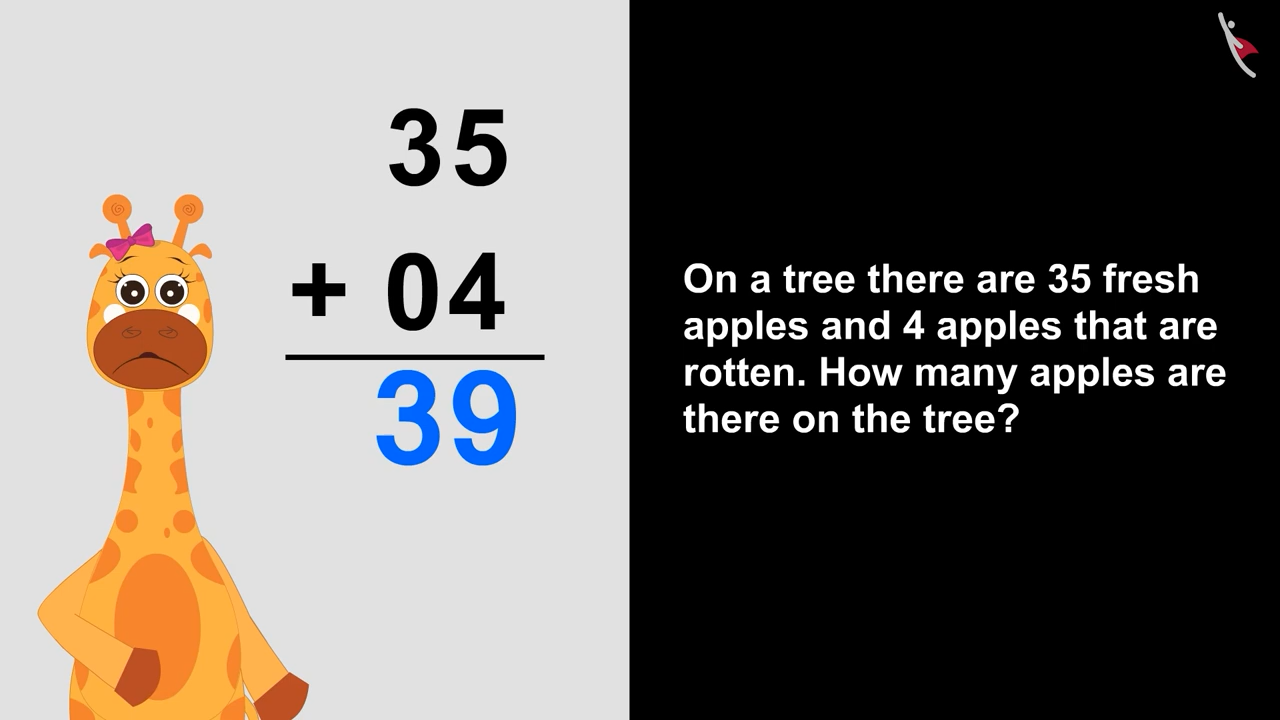 35
+ 04
39
On a tree there are 35 fresh
apples and 4 apples that are
rotten. How many apples are
there on the tree?